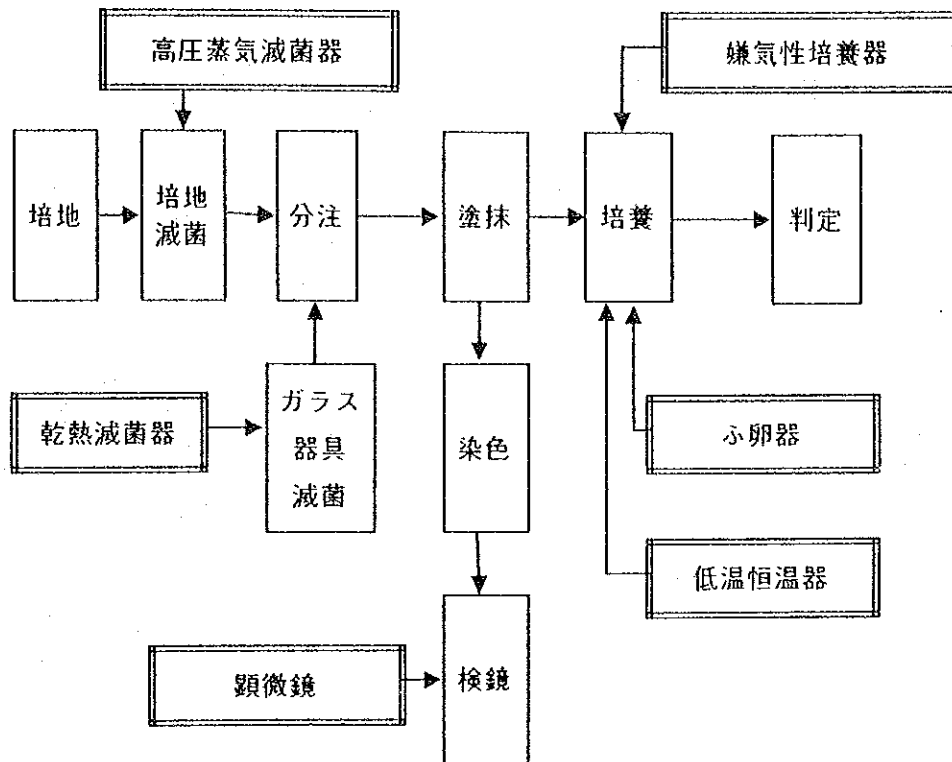 高圧蒸気滅菌器
嫌気性培養器
培地
培地
滅菌
分注
塗抹
培養
判定
乾熱滅菌器
ガラス
器具
滅菌
染色
ふ卵器
低温恒温器
顕微鏡
検鏡